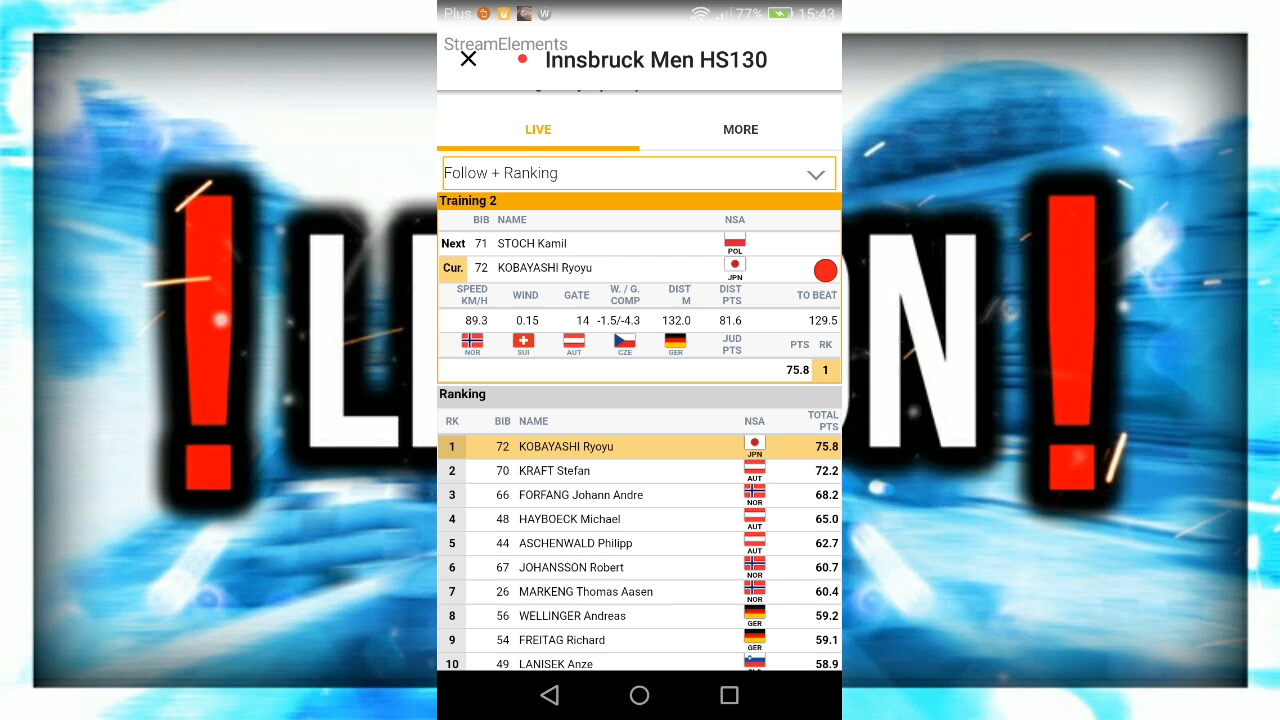 Plus W 77% 15:43
StreamElements
Innsbruck Men HS130
LIVE MORE
Follow + Ranking
Training 2
BIB NAME NSA
Next 71 STOCH Kamil POL
Cur. 72 KOBAYASHI Ryoyu JPN
SPEED KM/H WIND GATE W. / G. COMP DIST M DIST PTS TO BEAT
89.3 0.15 14 -1.5/-4.3 132.0 81.6 129.5
NOR SUI AUT CZE GER JUD PTS PTS RK
75.8 1
Ranking
RK BIB NAME NSA TOTAL PTS
1 72 KOBAYASHI Ryoyu JPN 75.8
2 70 KRAFT Stefan AUT 72.2
3 66 FORFANG Johann Andre NOR 68.2
4 48 HAYBOECK Michael AUT 65.0
5 44 ASCHENWALD Philipp AUT 62.7
6 67 JOHANSSON Robert NOR 60.7
7 26 MARKENG Thomas Aasen NOR 60.4
8 56 WELLINGER Andreas GER 59.2
9 54 FREITAG Richard GER 59.1
10 49 LANISEK Anze 58.9
! L N !